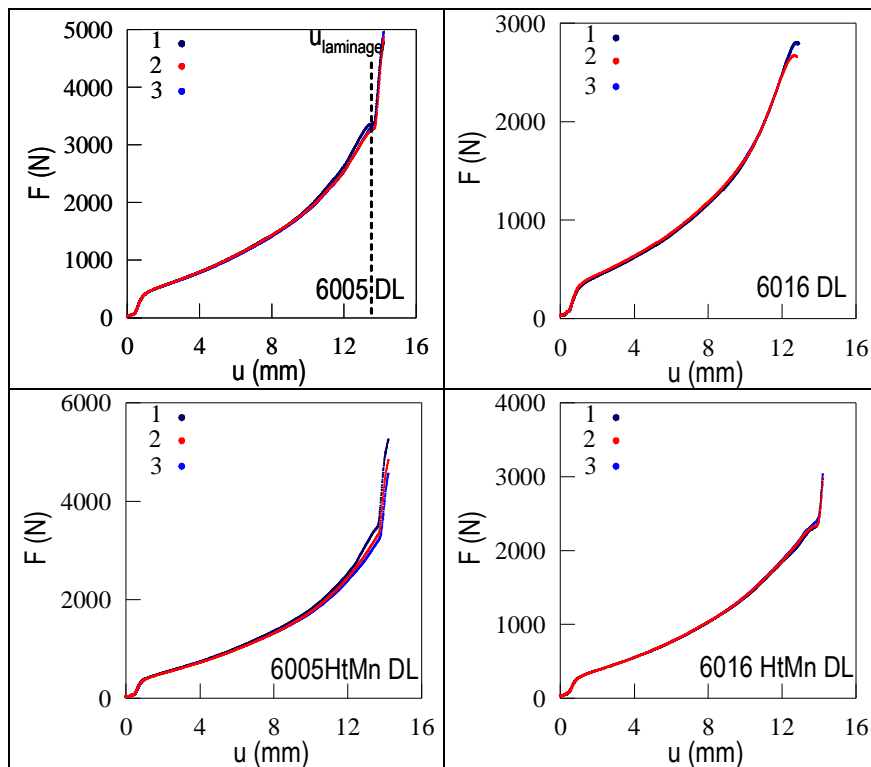 5000
4000
3000
2000
1000
0
F (N)
1
2
3
u laminage
6005 DL
0 4 8 12 16
u (mm)
3000
2000
1000
0
F (N)
1
2
3
6016 DL
0 4 8 12 16
u (mm)
6000
4000
2000
0
F (N)
1
2
3
6005HtMn DL
0 4 8 12 16
u (mm)
4000
3000
2000
1000
0
F (N)
1
2
3
6016 HtMn DL
0 4 8 12 16
u (mm)